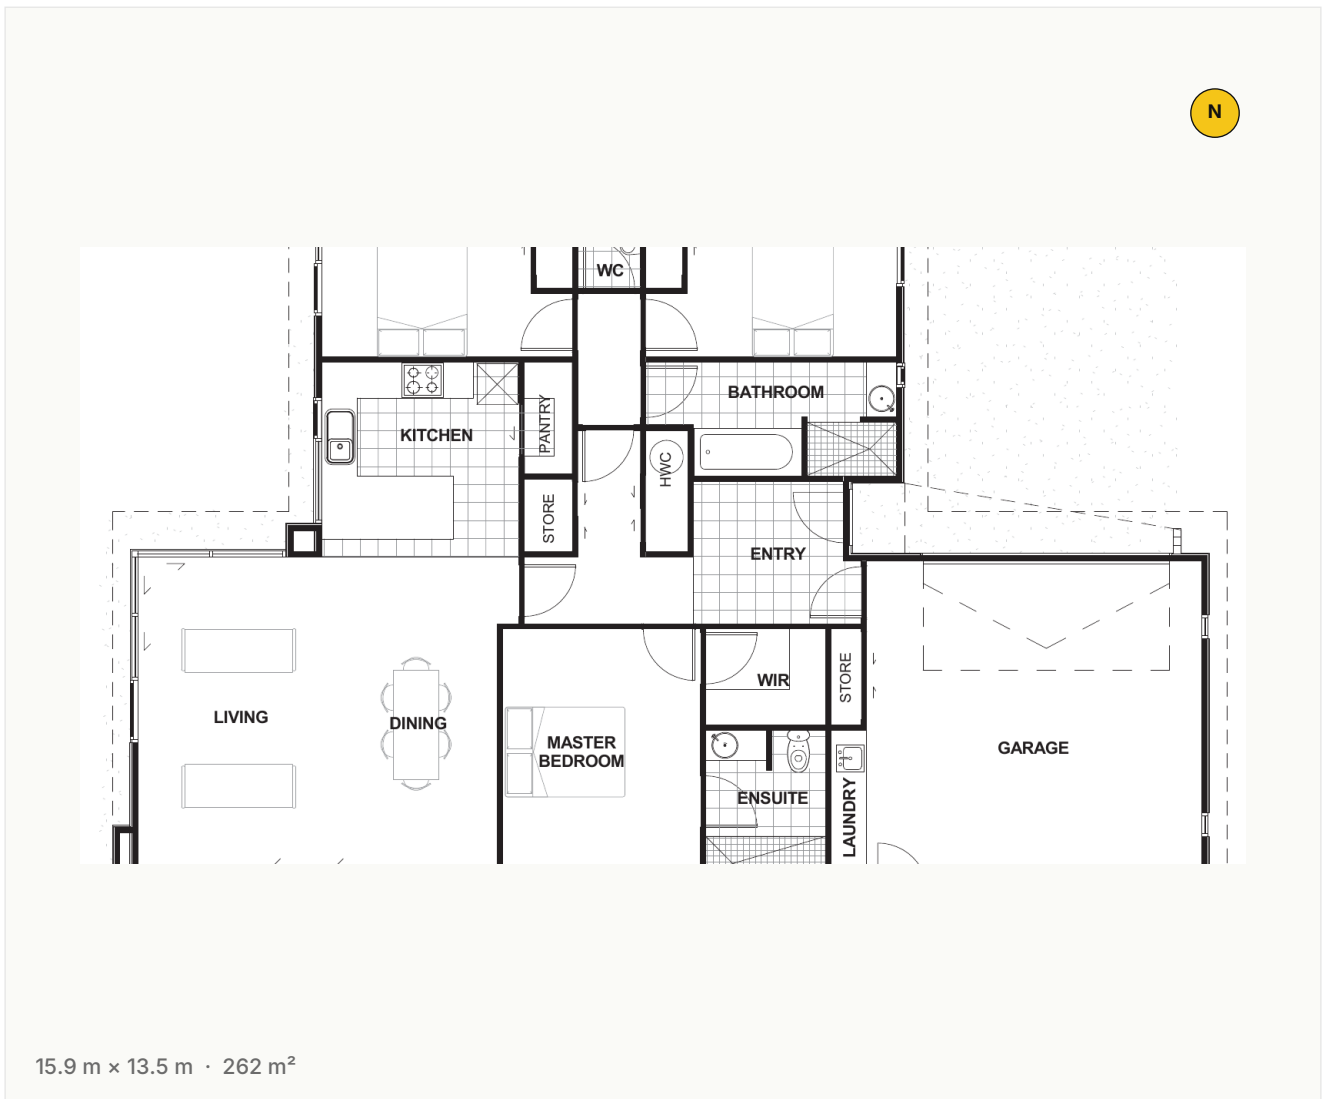 N
WC
BATHROOM
KITCHEN
PANTRY
HWC
STORE
ENTRY
WIR
STORE
LIVING
DINING
MASTER
BEDROOM
GARAGE
ENSUITE
LAUNDRY
15.9 m × 13.5 m · 262 m²